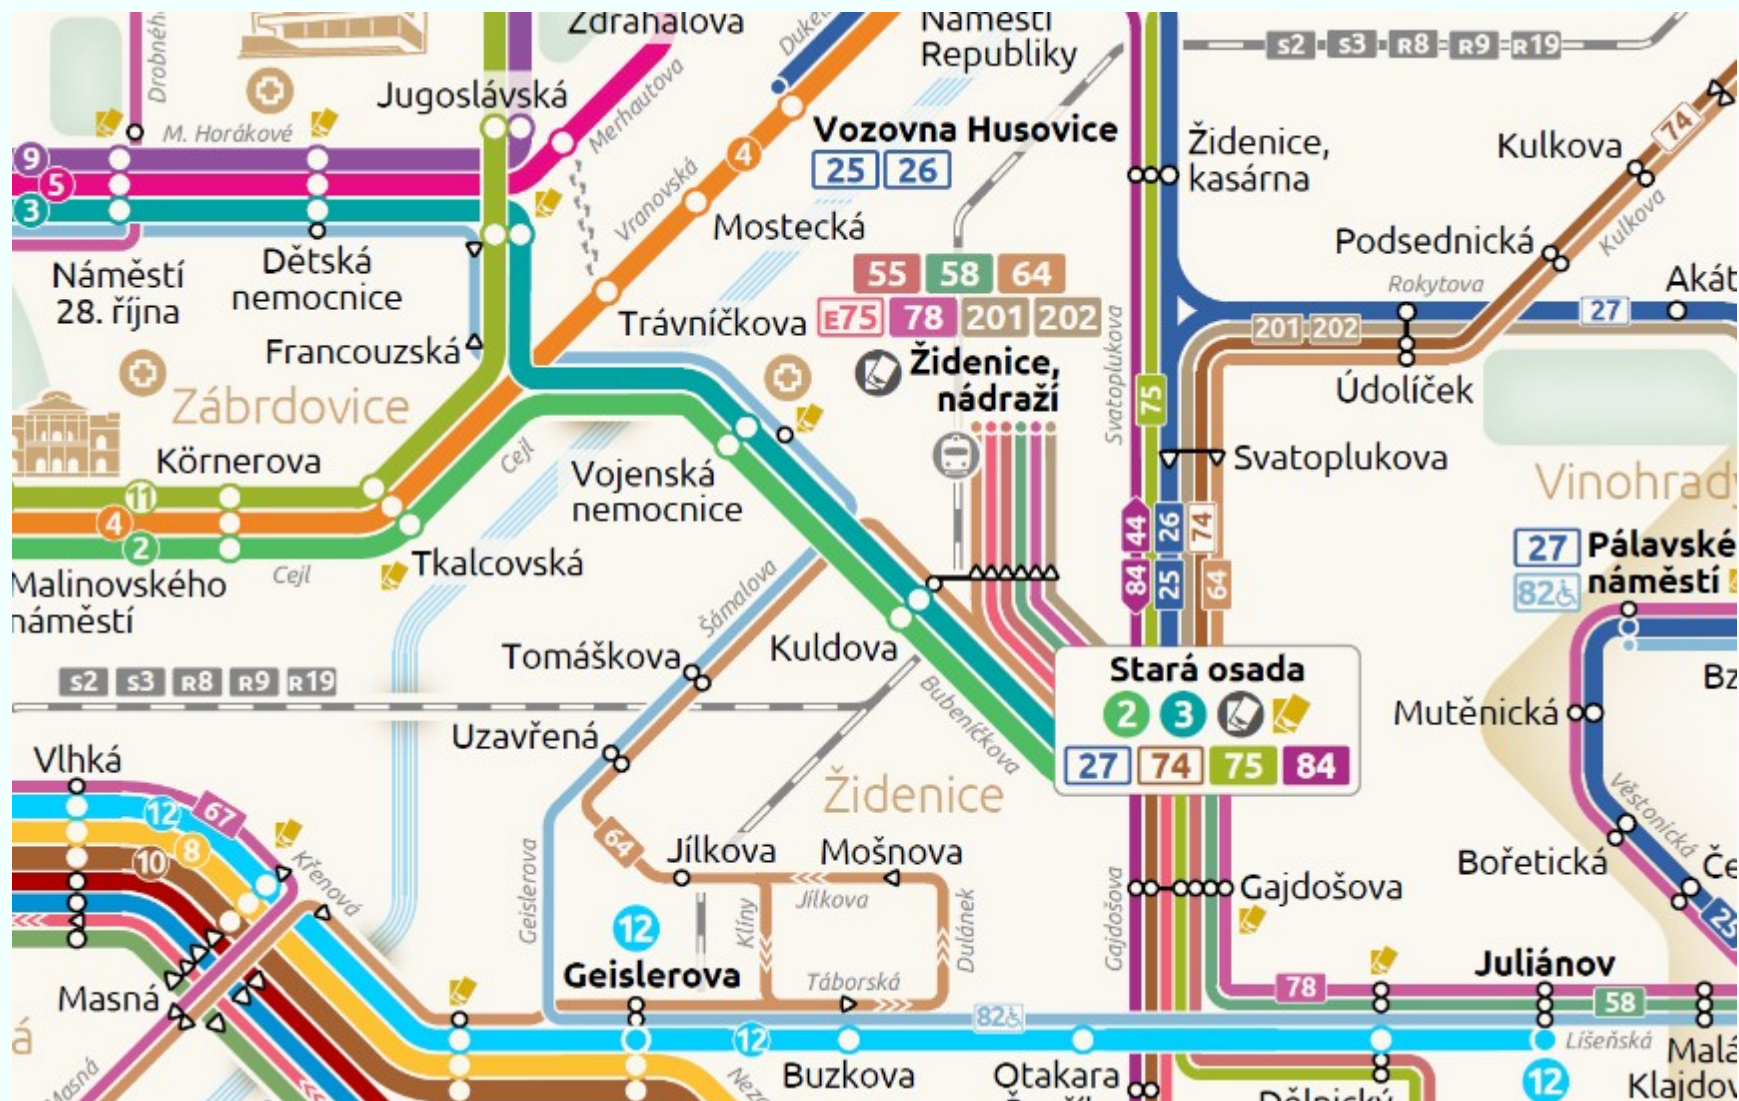 Zdráhalova
Náměstí
Republiky
Drobného
Jugoslávská
M. Horákové
Merhautova
Vozovna Husovice
25 26
S2 S3 R8 R9 R19
74
Kulkova
Židenice,
kasárna
9
5
3
4
Vranovská
Mostecká
Podsednická
Kulkova
Rokytova
Náměstí
28. října
Dětská
nemocnice
55 58 64
E75 78 201 202
Trávníčkova
Francouzská
Židenice,
nádraží
Svatoplukova
75
201 202
27
Údolíček
Zábrdovice
Körnerova
Cejl
Vojenská
nemocnice
Svatoplukova
Vinohrady
11
4
2
Tkalcovská
Cejl
Malinovského
náměstí
44
84
26
25
74
64
27
82
Pálavské
náměstí
Šámalova
Tomáškova
Kuldova
S2 S3 R8 R9 R19
Uzavřená
Bubeníčkova
Stará osada
2 3
27 74 75 84
Mutěnická
Věstonická
Vlhká
12
67
8
10
Křenová
Židenice
64
Jílkova
Mošnova
Jílkova
Geislerova
Klíny
Dulánek
Gajdošova
Gajdošova
Bořetická
25
12
Geislerova
Táborská
Juliánov
78
58
Masná
82
12
Líšeňská
Masná
Buzkova
Otakara
Dělnický
12
Malá
Klajdov